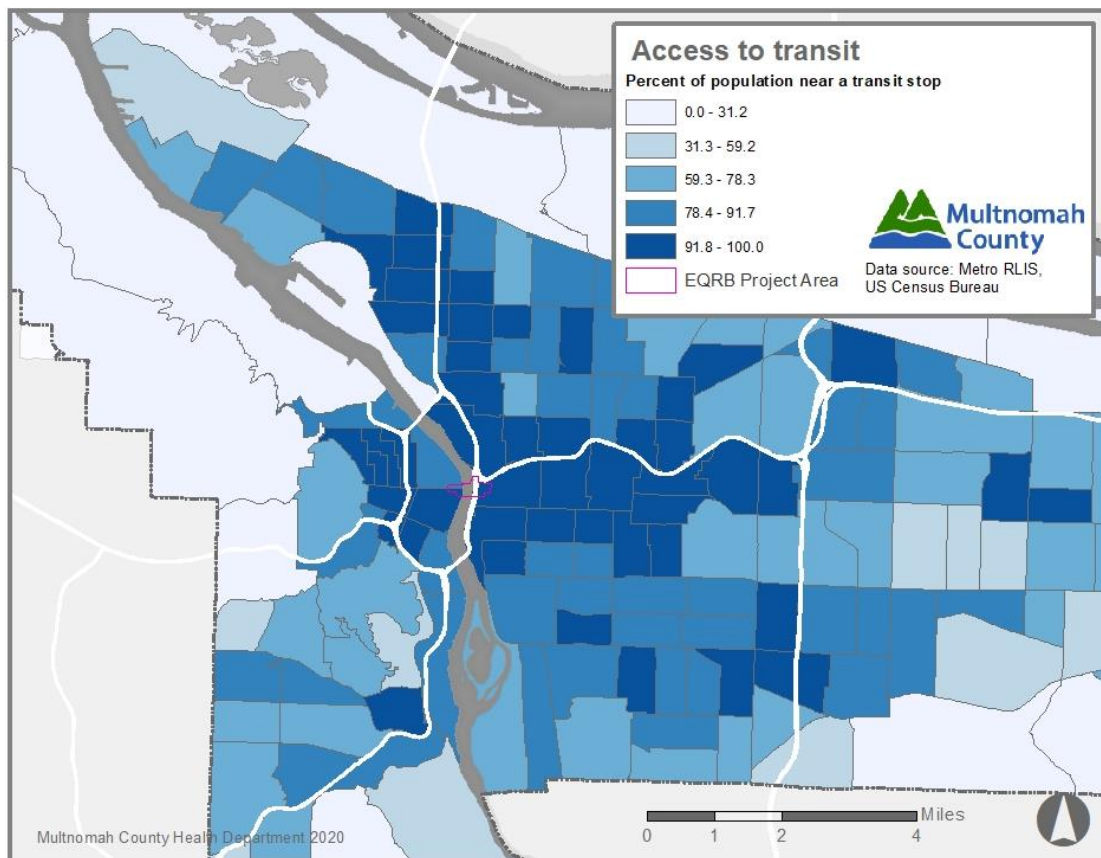 Access to transit
Percent of population near a transit stop
0.0 - 31.2
31.3 - 59.2
59.3 - 78.3
78.4 - 91.7
91.8 - 100.0
EQRB Project Area
Multnomah
County
Data source: Metro RLIS,
US Census Bureau
Miles
0 1 2 4
Multnomah County Health Department 2020